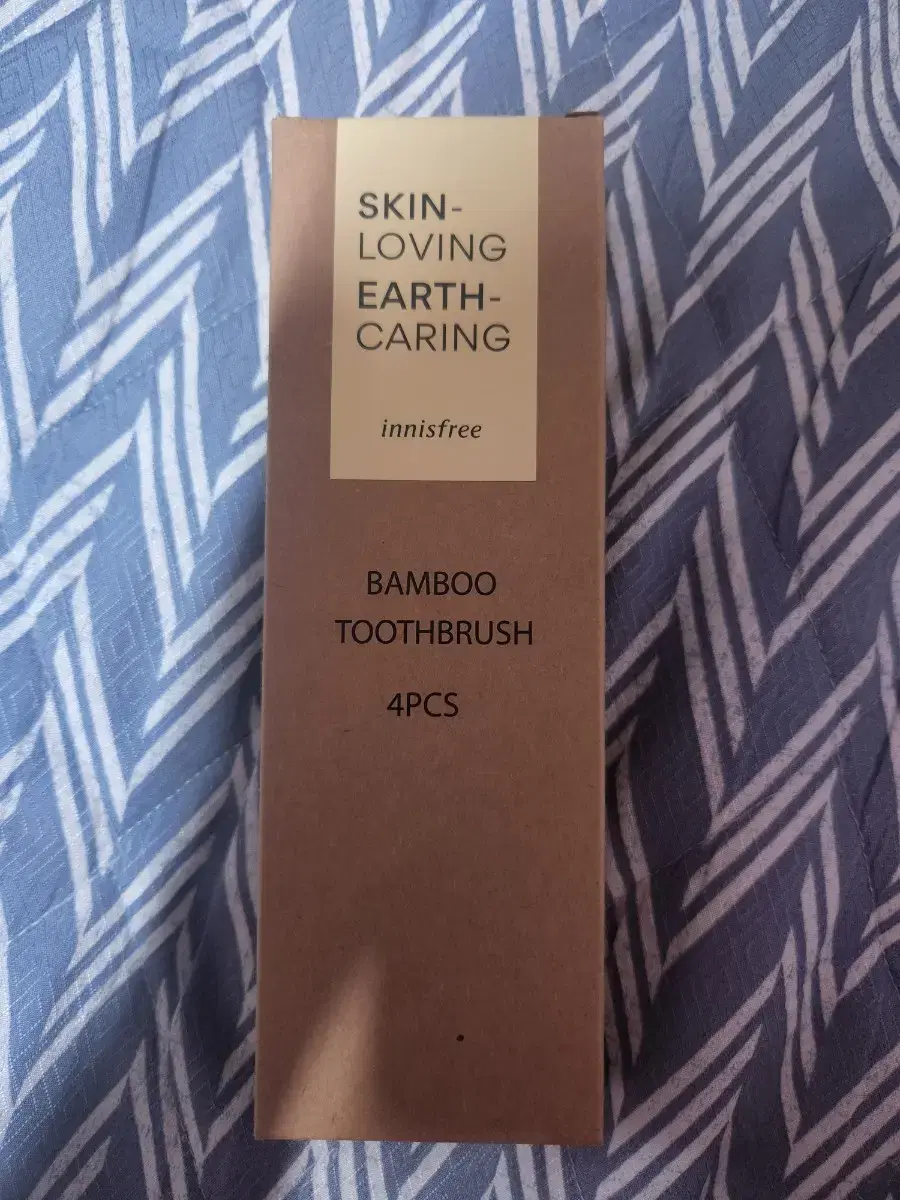 SKIN-
LOVING
EARTH-
CARING
innisfree
BAMBOO
TOOTHBRUSH
4PCS